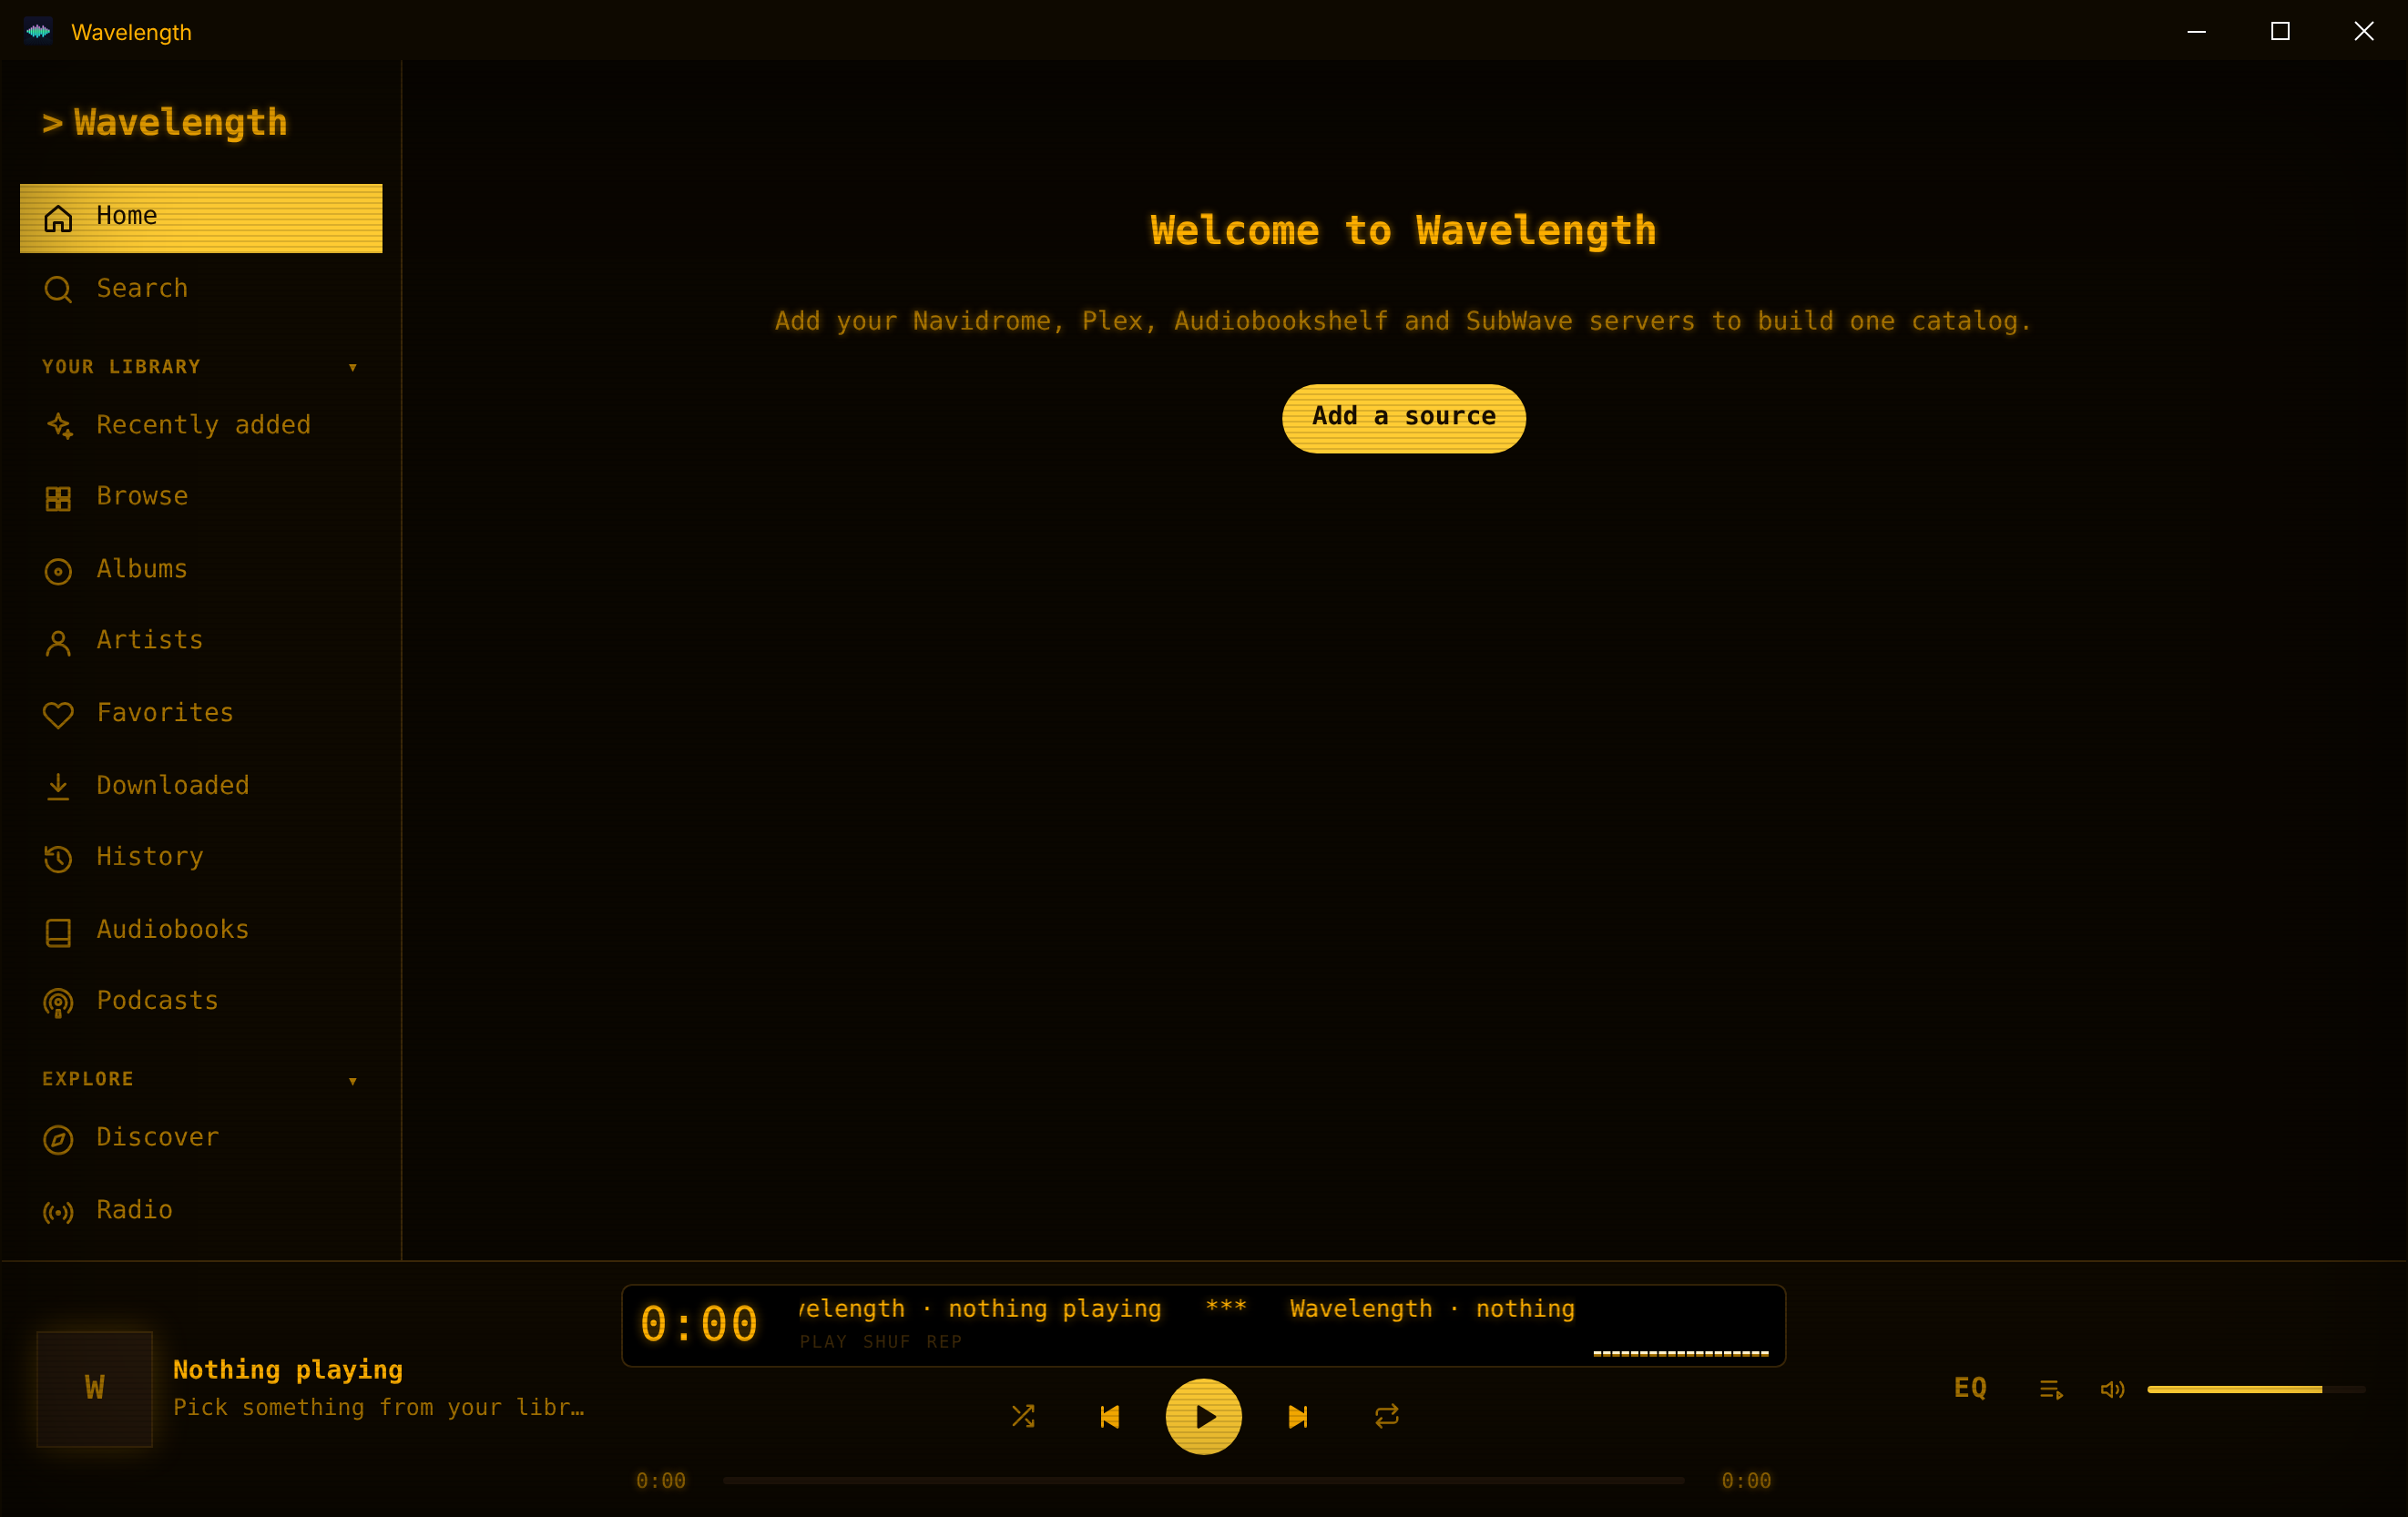 Wavelength
> Wavelength
Home
Search
YOUR LIBRARY ▾
Recently added
Browse
Albums
Artists
Favorites
Downloaded
History
Audiobooks
Podcasts
EXPLORE ▾
Discover
Radio
Welcome to Wavelength
Add your Navidrome, Plex, Audiobookshelf and SubWave servers to build one catalog.
Add a source
W
Nothing playing
Pick something from your libr…
0:00
velength · nothing playing *** Wavelength · nothing
PLAY SHUF REP
0:00
0:00
EQ